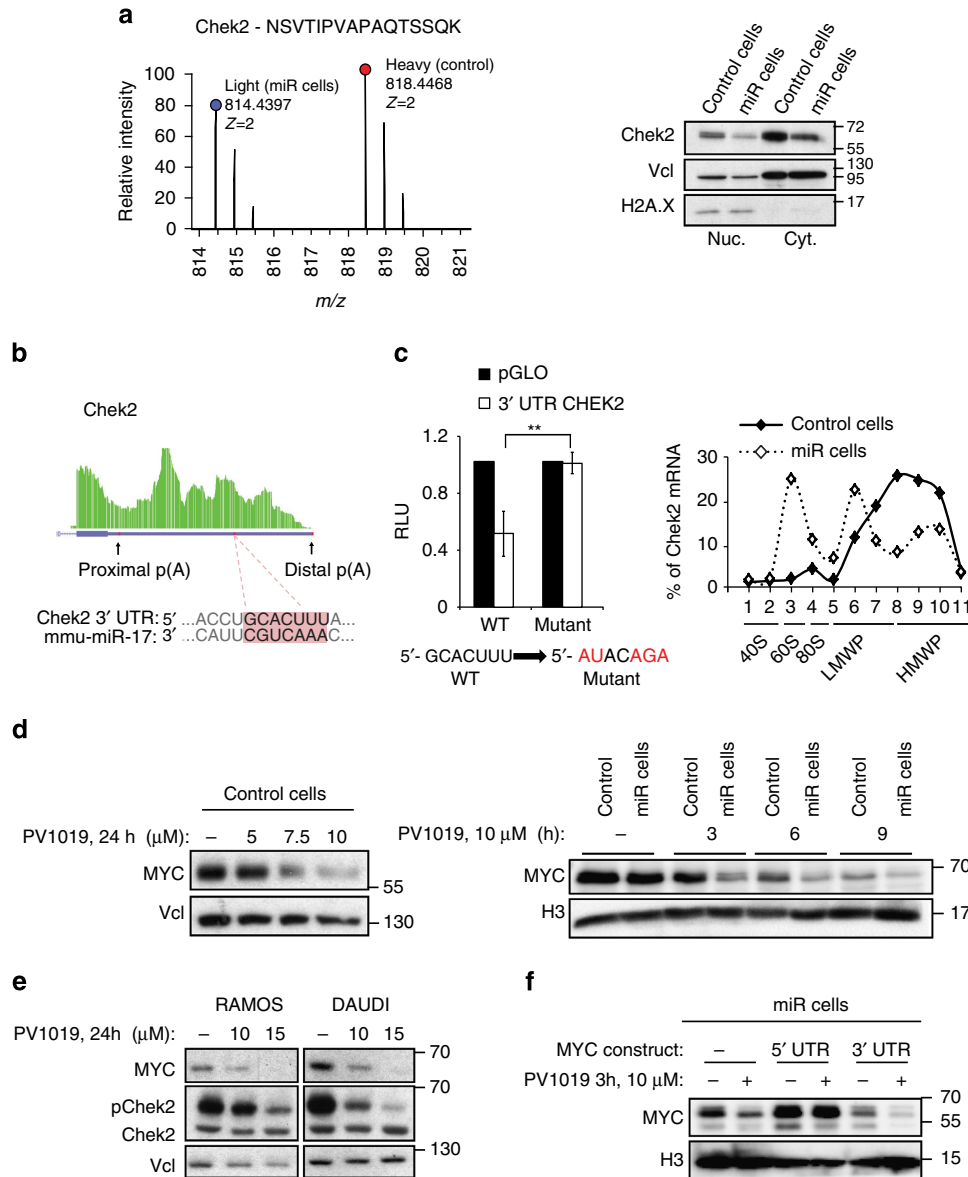 a
Chek2 - NSVTIPVAPAQTSSQK
Relative intensity
100
80
60
40
20
0
Light (miR cells)
814.4397
Z=2
Heavy (control)
818.4468
Z=2
814
815
816
817
818
819
820
821
m/z
Control cells
miR cells
Control cells
miR cells
Chek2
72
55
Vcl
130
95
H2A.X
17
Nuc. Cyt.
b
Chek2
Proximal p(A)
Distal p(A)
Chek2 3′ UTR: 5′ ...ACCUGCACUUUA...
mmu-miR-17: 3′ ...CAUUCGUCAAAC...
c
pGLO
3′ UTR CHEK2
**
RLU
1.2
0.8
0.4
0
WT Mutant
5′- GCACUUU 5′- AUACAGA
WT Mutant
Control cells
miR cells
% of Chek2 mRNA
30
20
10
0
1 2 3 4 5 6 7 8 9 10 11
40S
60S
80S
LMWP
HMWP
d
Control cells
PV1019, 24 h (μM): – 5 7.5 10
MYC
55
Vcl
130
Control
miR cells
Control
miR cells
Control
miR cells
Control
miR cells
PV1019, 10 μM (h): – 3 6 9
MYC
70
H3
17
e
RAMOS DAUDI
PV1019, 24h (μM): – 10 15 – 10 15
MYC
70
pChek2
70
Chek2
Vcl
130
f
miR cells
MYC construct: – 5′ UTR 3′ UTR
PV1019 3h, 10 μM: – + – + – +
MYC
70
55
H3
15